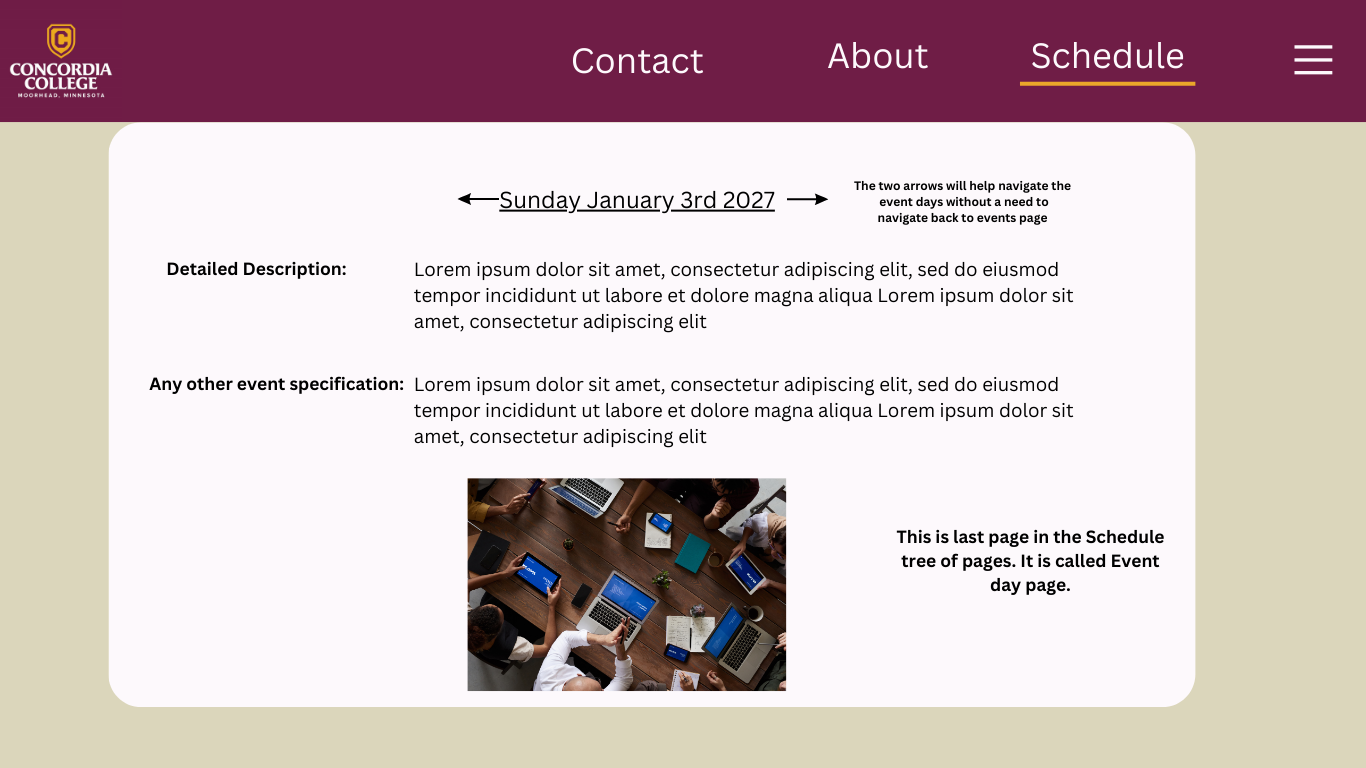 CONCORDIA
COLLEGE
MOORHEAD, MINNESOTA
Contact
About
Schedule
Sunday January 3rd 2027
The two arrows will help navigate the
event days without a need to
navigate back to events page
Detailed Description:
Lorem ipsum dolor sit amet, consectetur adipiscing elit, sed do eiusmod
tempor incididunt ut labore et dolore magna aliqua Lorem ipsum dolor sit
amet, consectetur adipiscing elit
Any other event specification:
Lorem ipsum dolor sit amet, consectetur adipiscing elit, sed do eiusmod
tempor incididunt ut labore et dolore magna aliqua Lorem ipsum dolor sit
amet, consectetur adipiscing elit
This is last page in the Schedule
tree of pages. It is called Event
day page.